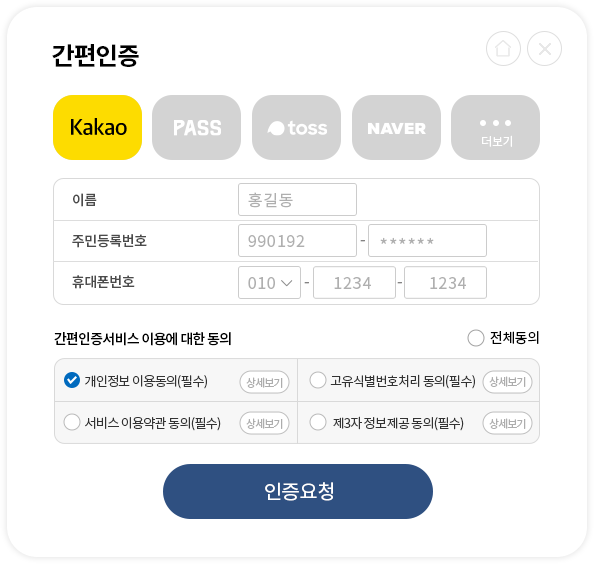 간편인증
Kakao PASS toss NAVER 더보기
이름 홍길동
주민등록번호 990192 - ******
휴대폰번호 010 - 1234 - 1234
간편인증서비스 이용에 대한 동의 전체동의
개인정보 이용동의(필수) 상세보기 고유식별번호처리 동의(필수) 상세보기
서비스 이용약관 동의(필수) 상세보기 제3자 정보제공 동의(필수) 상세보기
인증요청